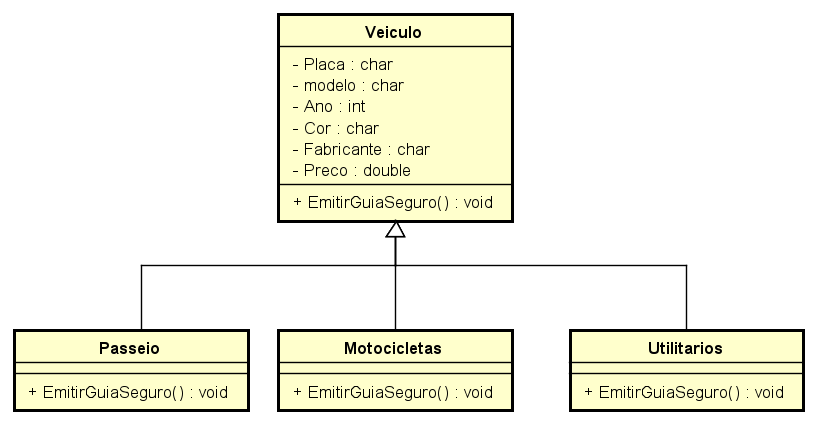 Veiculo
- Placa : char
- modelo : char
- Ano : int
- Cor : char
- Fabricante : char
- Preco : double
+ EmitirGuiaSeguro() : void
Passeio
+ EmitirGuiaSeguro() : void
Motocicletas
+ EmitirGuiaSeguro() : void
Utilitarios
+ EmitirGuiaSeguro() : void